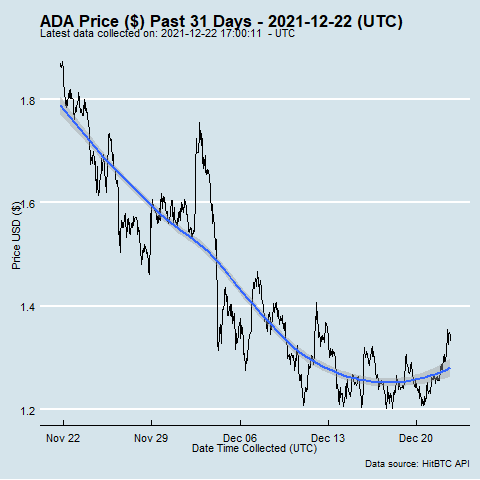 ADA Price ($) Past 31 Days - 2021-12-22 (UTC)
Latest data collected on: 2021-12-22 17:00:11  - UTC
1.8
1.6
1.4
1.2
Price USD ($)
Nov 22 Nov 29 Dec 06 Dec 13 Dec 20
Date Time Collected (UTC)
Data source: HitBTC API